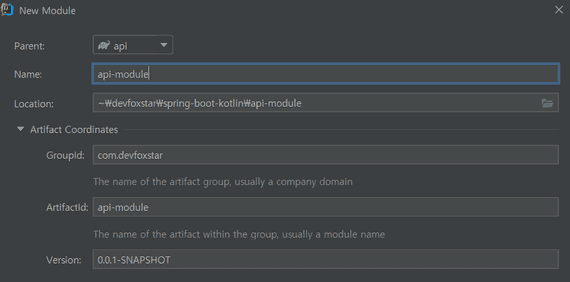 New Module
Parent: api
Name: api-module
Location: ~₩devfoxstar₩spring-boot-kotlin₩api-module
Artifact Coordinates
GroupId: com.devfoxstar
The name of the artifact group, usually a company domain
ArtifactId: api-module
The name of the artifact within the group, usually a module name
Version: 0.0.1-SNAPSHOT